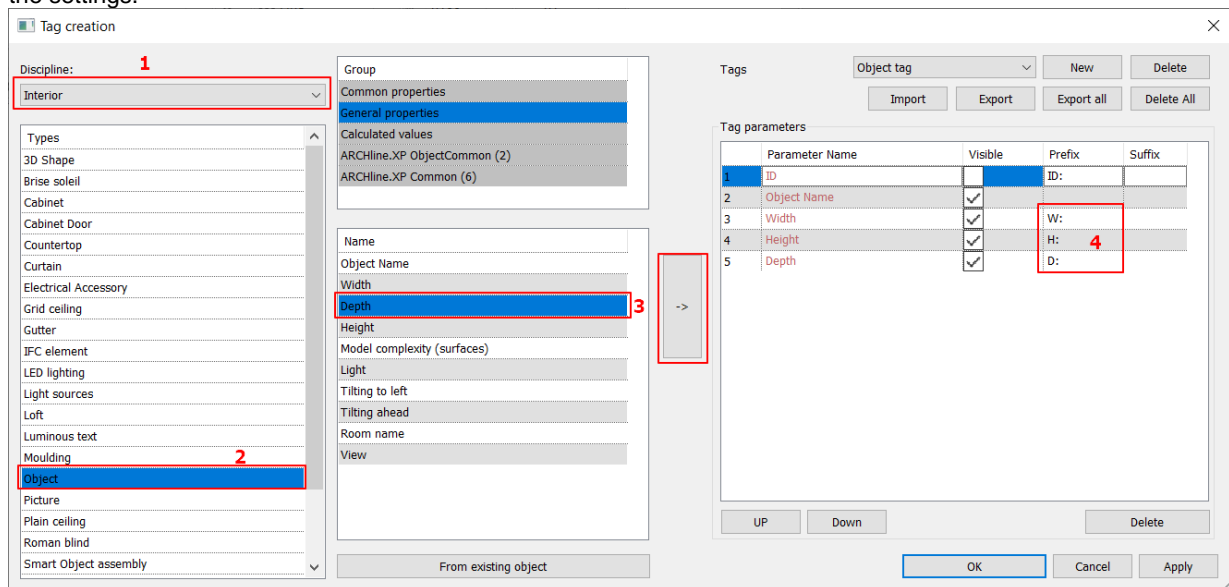 the settings.
Tag creation
Discipline:
1
Interior
Types
3D Shape
Brise soleil
Cabinet
Cabinet Door
Countertop
Curtain
Electrical Accessory
Grid ceiling
Gutter
IFC element
LED lighting
Light sources
Loft
Luminous text
Moulding
2
Object
Picture
Plain ceiling
Roman blind
Smart Object assembly
Group
Common properties
General properties
Calculated values
ARCHline.XP ObjectCommon (2)
ARCHline.XP Common (6)
Name
Object Name
Width
Depth
3
Height
Model complexity (surfaces)
Light
Tilting to left
Tilting ahead
Room name
View
From existing object
->
Tags Object tag New Delete
Import Export Export all Delete All
Tag parameters
Parameter Name Visible Prefix Suffix
1 ID ID:
2 Object Name
3 Width W:
4 Height H:
4
5 Depth D:
UP Down Delete
OK Cancel Apply